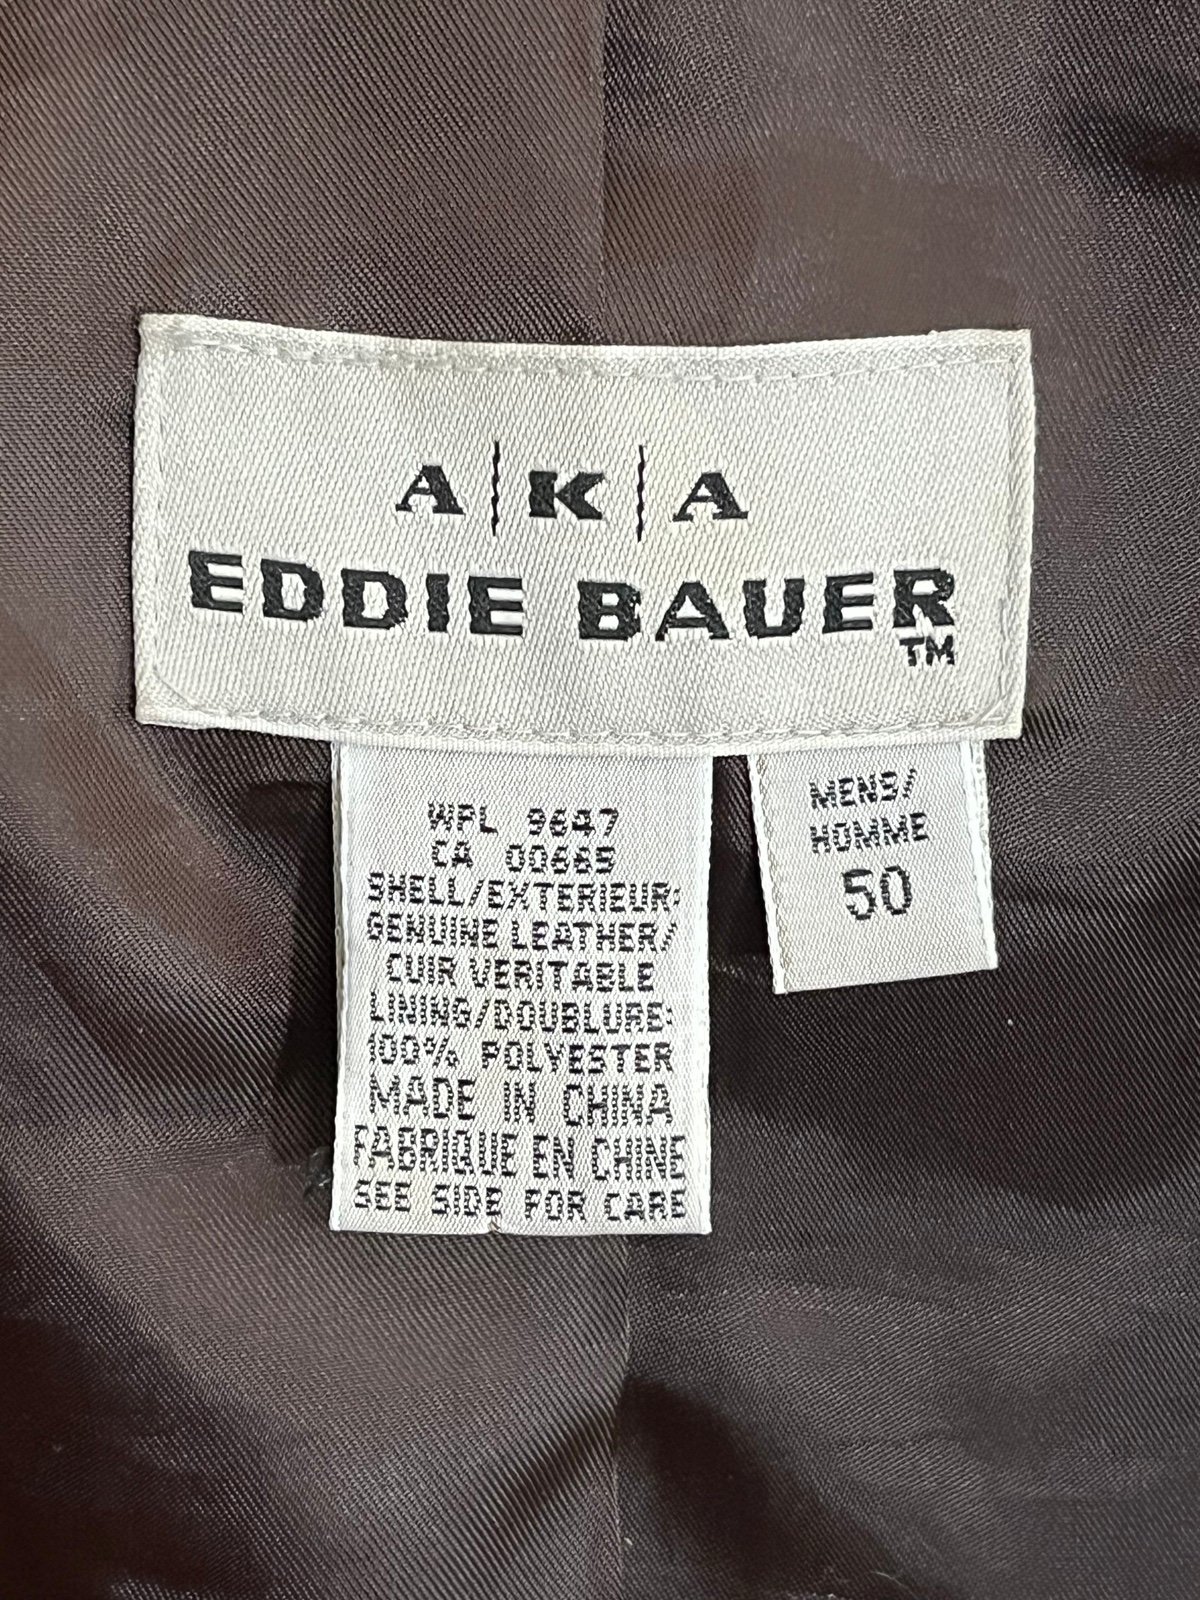 A|K|A
EDDIE BAUER
TM
WPL 9647
CA 00665
SHELL/EXTERIEUR:
GENUINE LEATHER/
CUIR VERITABLE
LINING/DOUBLURE:
100% POLYESTER
MADE IN CHINA
FABRIQUE EN CHINE
SEE SIDE FOR CARE
MENS/
HOMME
50